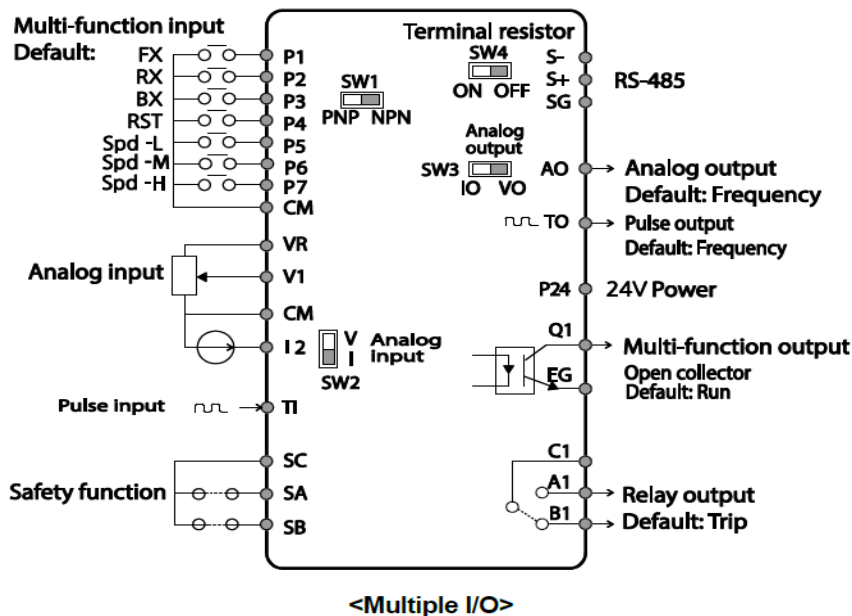 Multi-function input
Default:
FX
P1
RX
P2
BX
P3
RST
P4
Spd -L
P5
Spd -M
P6
Spd -H
P7
CM
SW1
PNP NPN
Terminal resistor
SW4
ON OFF
S-
S+
SG
RS-485
Analog
output
SW3
IO VO
AO
Analog output
Default: Frequency
TO
Pulse output
Default: Frequency
VR
Analog input
V1
CM
I2
V
I
Analog
input
SW2
P24
24V Power
Q1
Multi-function output
EG
Open collector
Default: Run
Pulse input
TI
SC
Safety function
SA
SB
C1
A1
Relay output
B1
Default: Trip
<Multiple I/O>